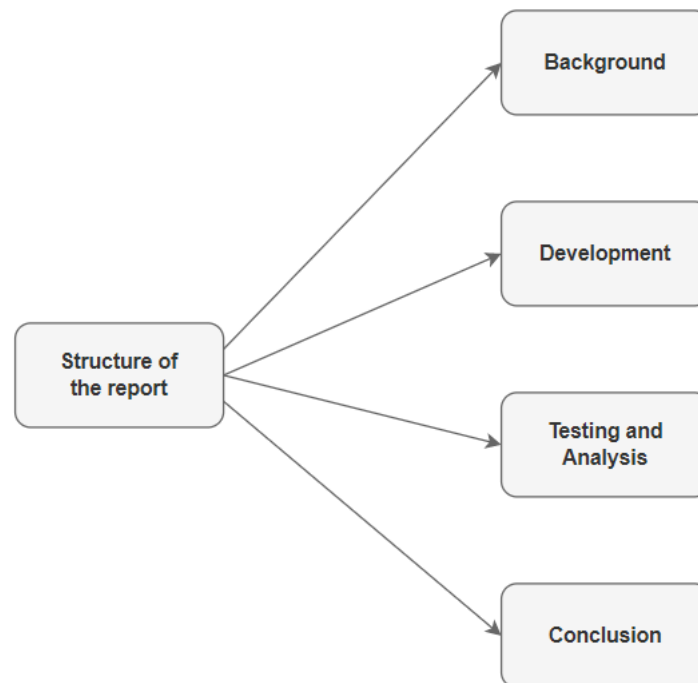 Background
Development
Structure of
the report
Testing and
Analysis
Conclusion